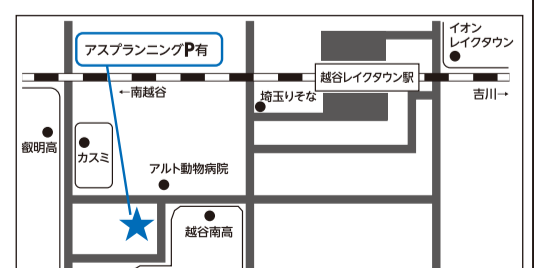 イオン
レイクタウン
アスプランニングP有
越谷レイクタウン駅
←南越谷
埼玉りそな
吉川→
叡明高
カスミ
アルト動物病院
越谷南高